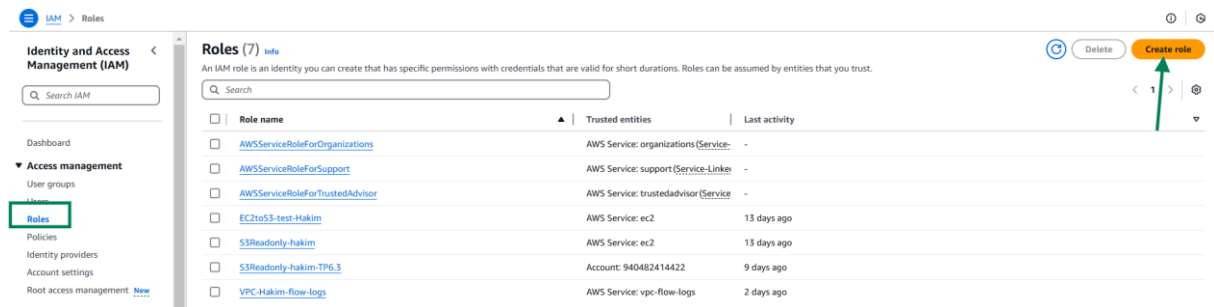 IAM > Roles
Identity and Access Management (IAM)
Search IAM
Dashboard
Access management
User groups
Users
Roles
Policies
Identity providers
Account settings
Root access management New
Roles (7) Info
Delete
Create role
An IAM role is an identity you can create that has specific permissions with credentials that are valid for short durations. Roles can be assumed by entities that you trust.
Search
1
Role name Trusted entities Last activity
AWSServiceRoleForOrganizations AWS Service: organizations (Service- -
AWSServiceRoleForSupport AWS Service: support (Service-Linke -
AWSServiceRoleForTrustedAdvisor AWS Service: trustedadvisor (Service -
EC2toS3-test-Hakim AWS Service: ec2 13 days ago
S3Readonly-hakim AWS Service: ec2 13 days ago
S3Readonly-hakim-TP6.3 Account: 940482414422 9 days ago
VPC-Hakim-flow-logs AWS Service: vpc-flow-logs 2 days ago